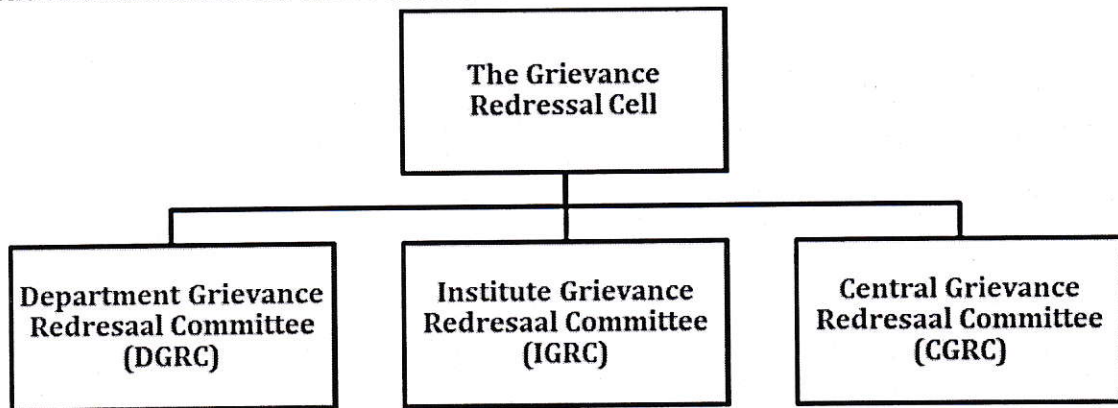 The Grievance
Redressal Cell
Department Grievance
Redresaal Committee
(DGRC)
Institute Grievance
Redresaal Committee
(IGRC)
Central Grievance
Redresaal Committee
(CGRC)